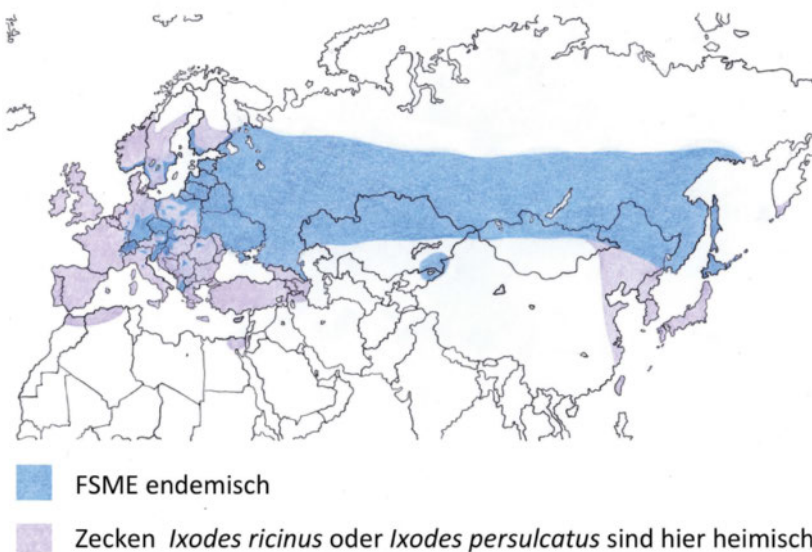 FSME endemisch
Zecken Ixodes ricinus oder Ixodes persulcatus sind hier heimisch